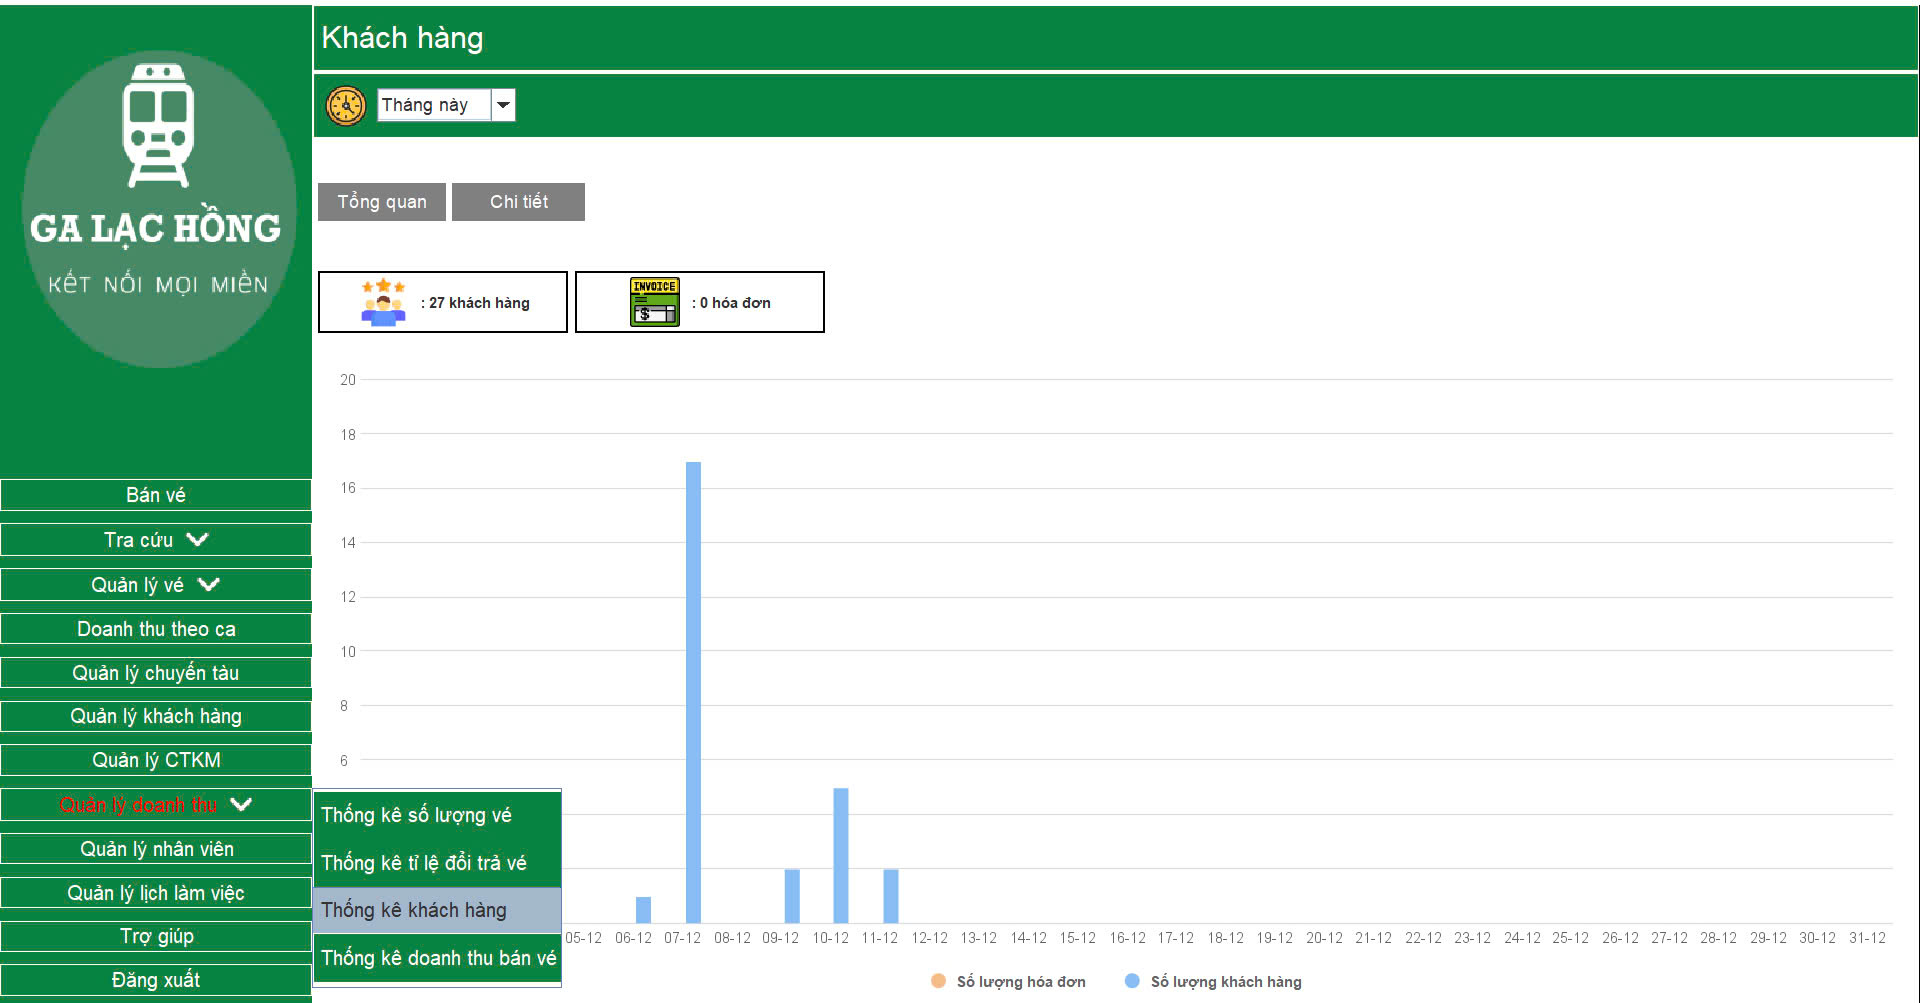 Khách hàng
Tháng này
GA LẠC HỒNG
KẾT NỐI MỌI MIỀN
Tổng quan
Chi tiết
: 27 khách hàng
INVOICE
$
: 0 hóa đơn
20
18
16
14
12
10
8
6
Bán vé
Tra cứu
Quản lý vé
Doanh thu theo ca
Quản lý chuyến tàu
Quản lý khách hàng
Quản lý CTKM
Quản lý doanh thu
Quản lý nhân viên
Quản lý lịch làm việc
Trợ giúp
Đăng xuất
Thống kê số lượng vé
Thống kê tỉ lệ đổi trả vé
Thống kê khách hàng
Thống kê doanh thu bán vé
05-12 06-12 07-12 08-12 09-12 10-12 11-12 12-12 13-12 14-12 15-12 16-12 17-12 18-12 19-12 20-12 21-12 22-12 23-12 24-12 25-12 26-12 27-12 28-12 29-12 30-12 31-12
Số lượng hóa đơn
Số lượng khách hàng